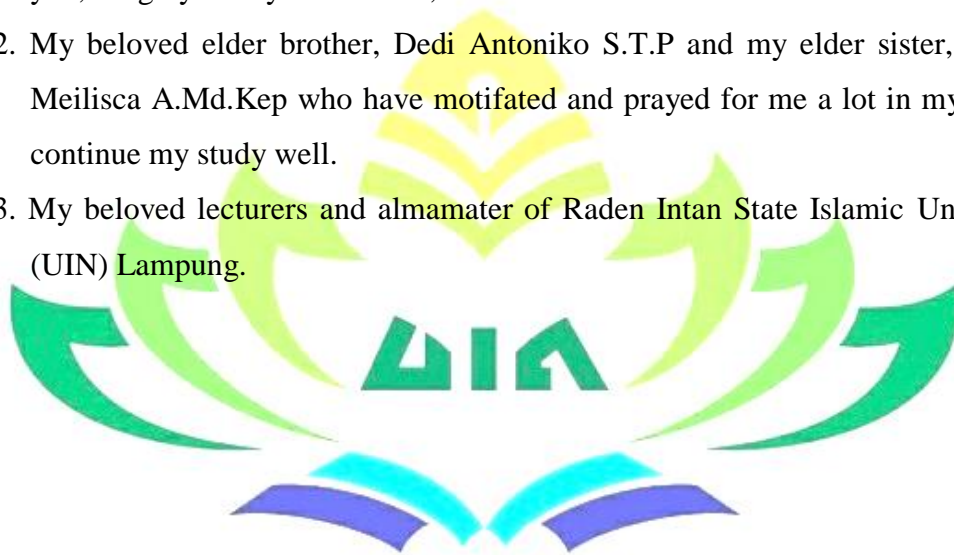 2. My beloved elder brother, Dedi Antoniko S.T.P and my elder sister,
Meilisca A.Md.Kep who have motifated and prayed for me a lot in my
continue my study well.
3. My beloved lecturers and almamater of Raden Intan State Islamic Un
(UIN) Lampung.
UIN